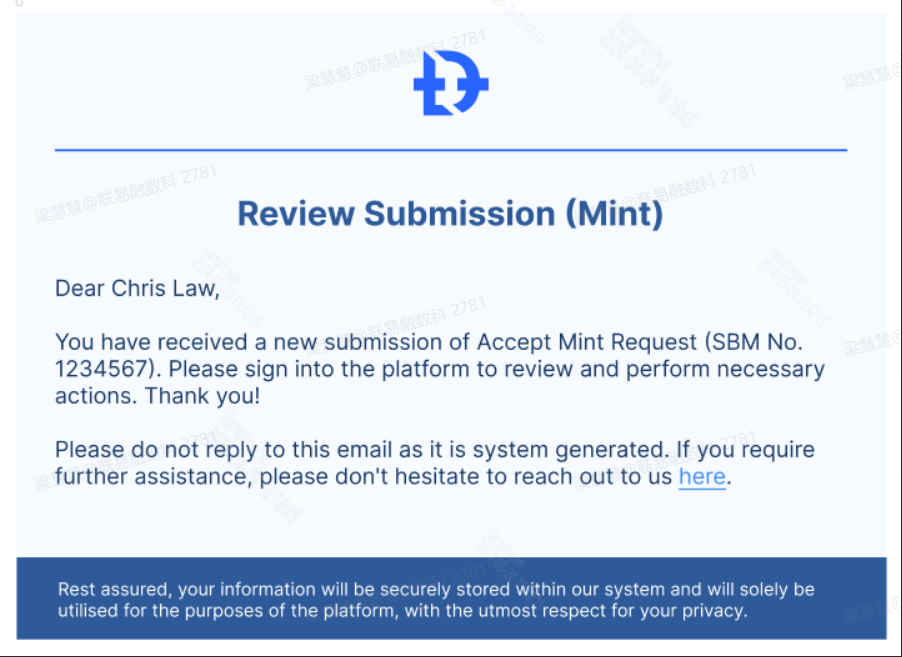 梁慧慧@联易融数科 2781
Review Submission (Mint)
Dear Chris Law,
You have received a new submission of Accept Mint Request (SBM No.
1234567). Please sign into the platform to review and perform necessary
actions. Thank you!
Please do not reply to this email as it is system generated. If you require
further assistance, please don't hesitate to reach out to us here.
Rest assured, your information will be securely stored within our system and will solely be
utilised for the purposes of the platform, with the utmost respect for your privacy.